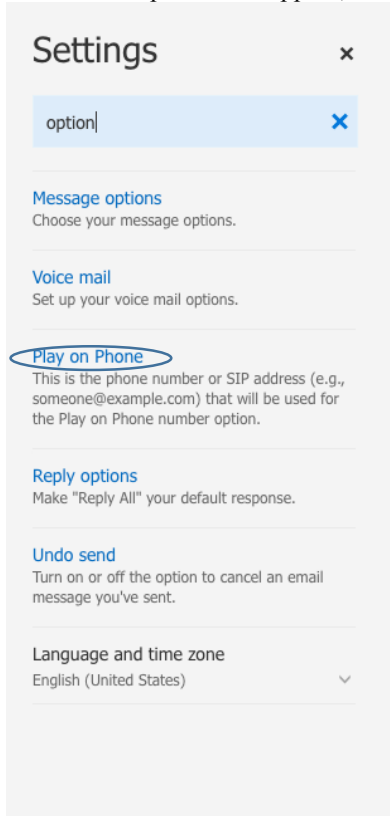 Settings
option
Message options
Choose your message options.
Voice mail
Set up your voice mail options.
Play on Phone
This is the phone number or SIP address (e.g.,
someone@example.com) that will be used for
the Play on Phone number option.
Reply options
Make "Reply All" your default response.
Undo send
Turn on or off the option to cancel an email
message you've sent.
Language and time zone
English (United States)